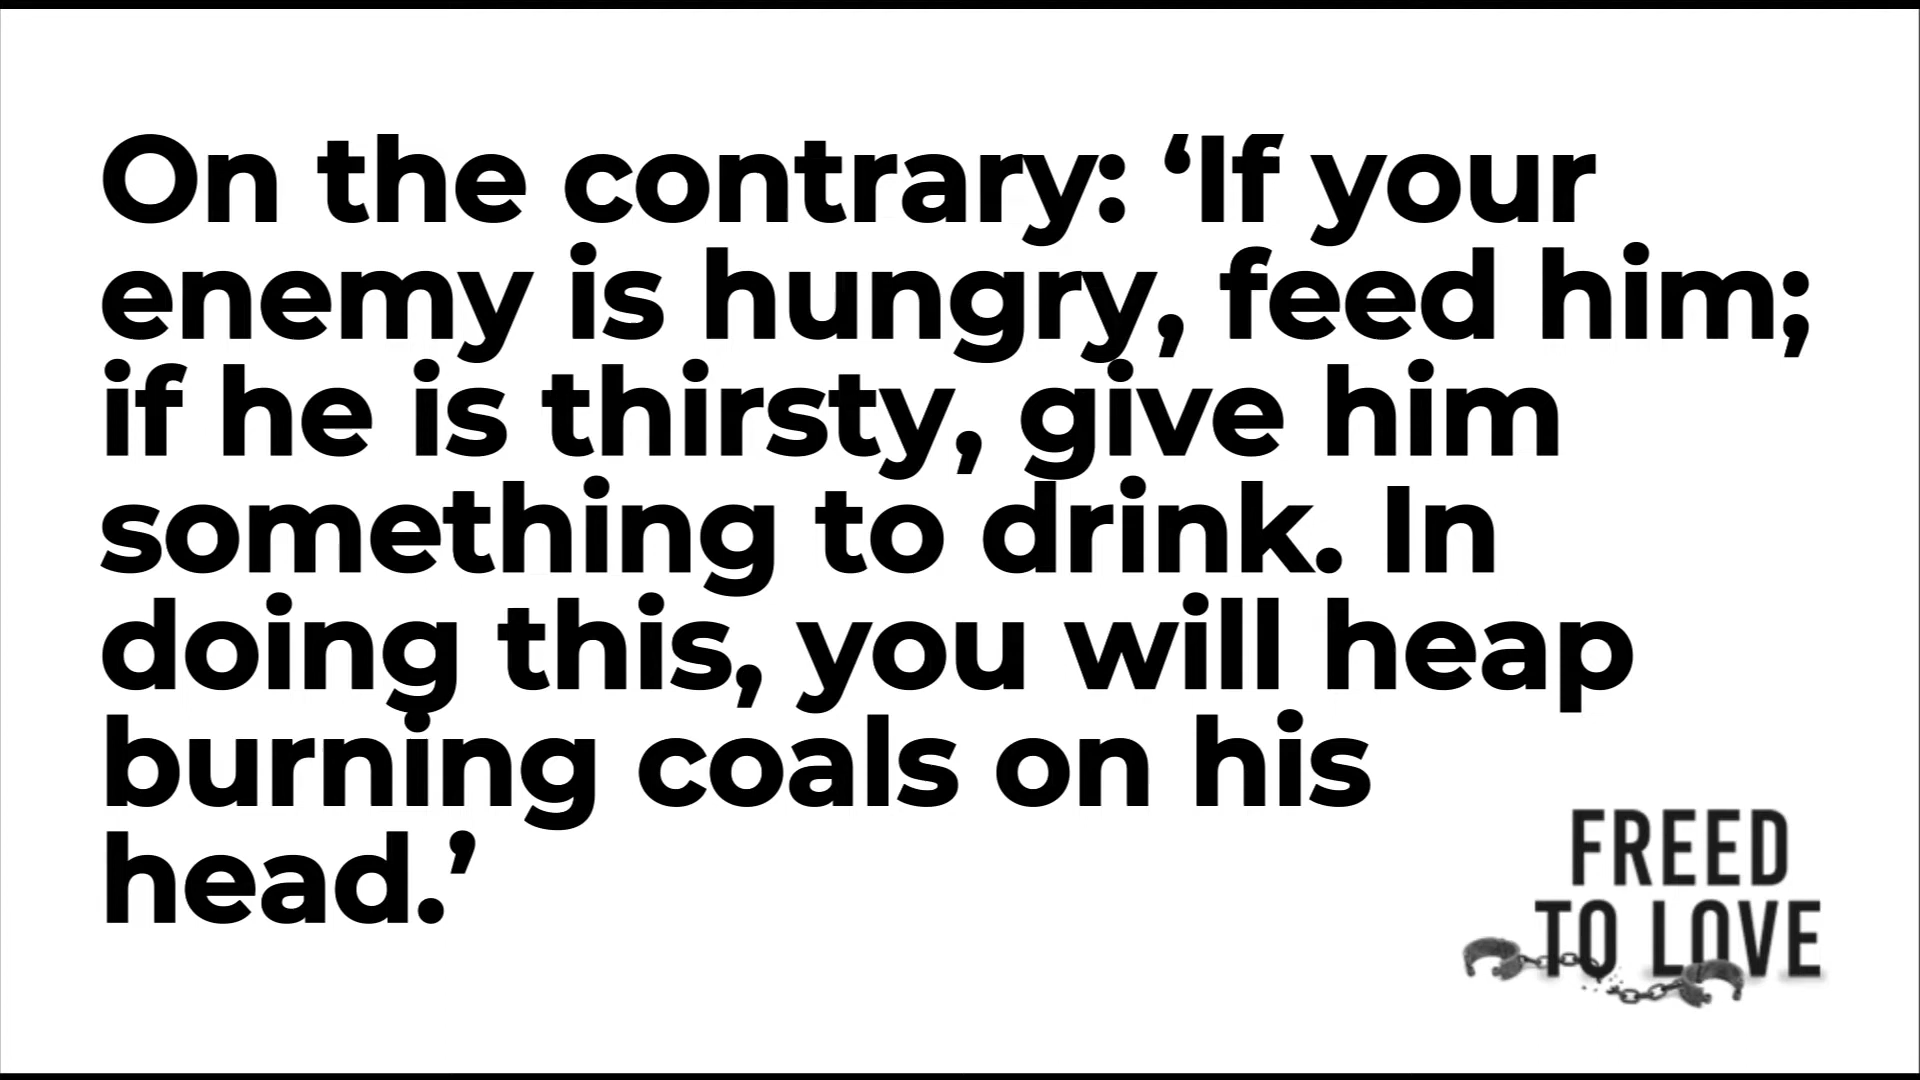 On the contrary: ‘If your
enemy is hungry, feed him;
if he is thirsty, give him
something to drink. In
doing this, you will heap
burning coals on his
head.’
FREED
TO LOVE